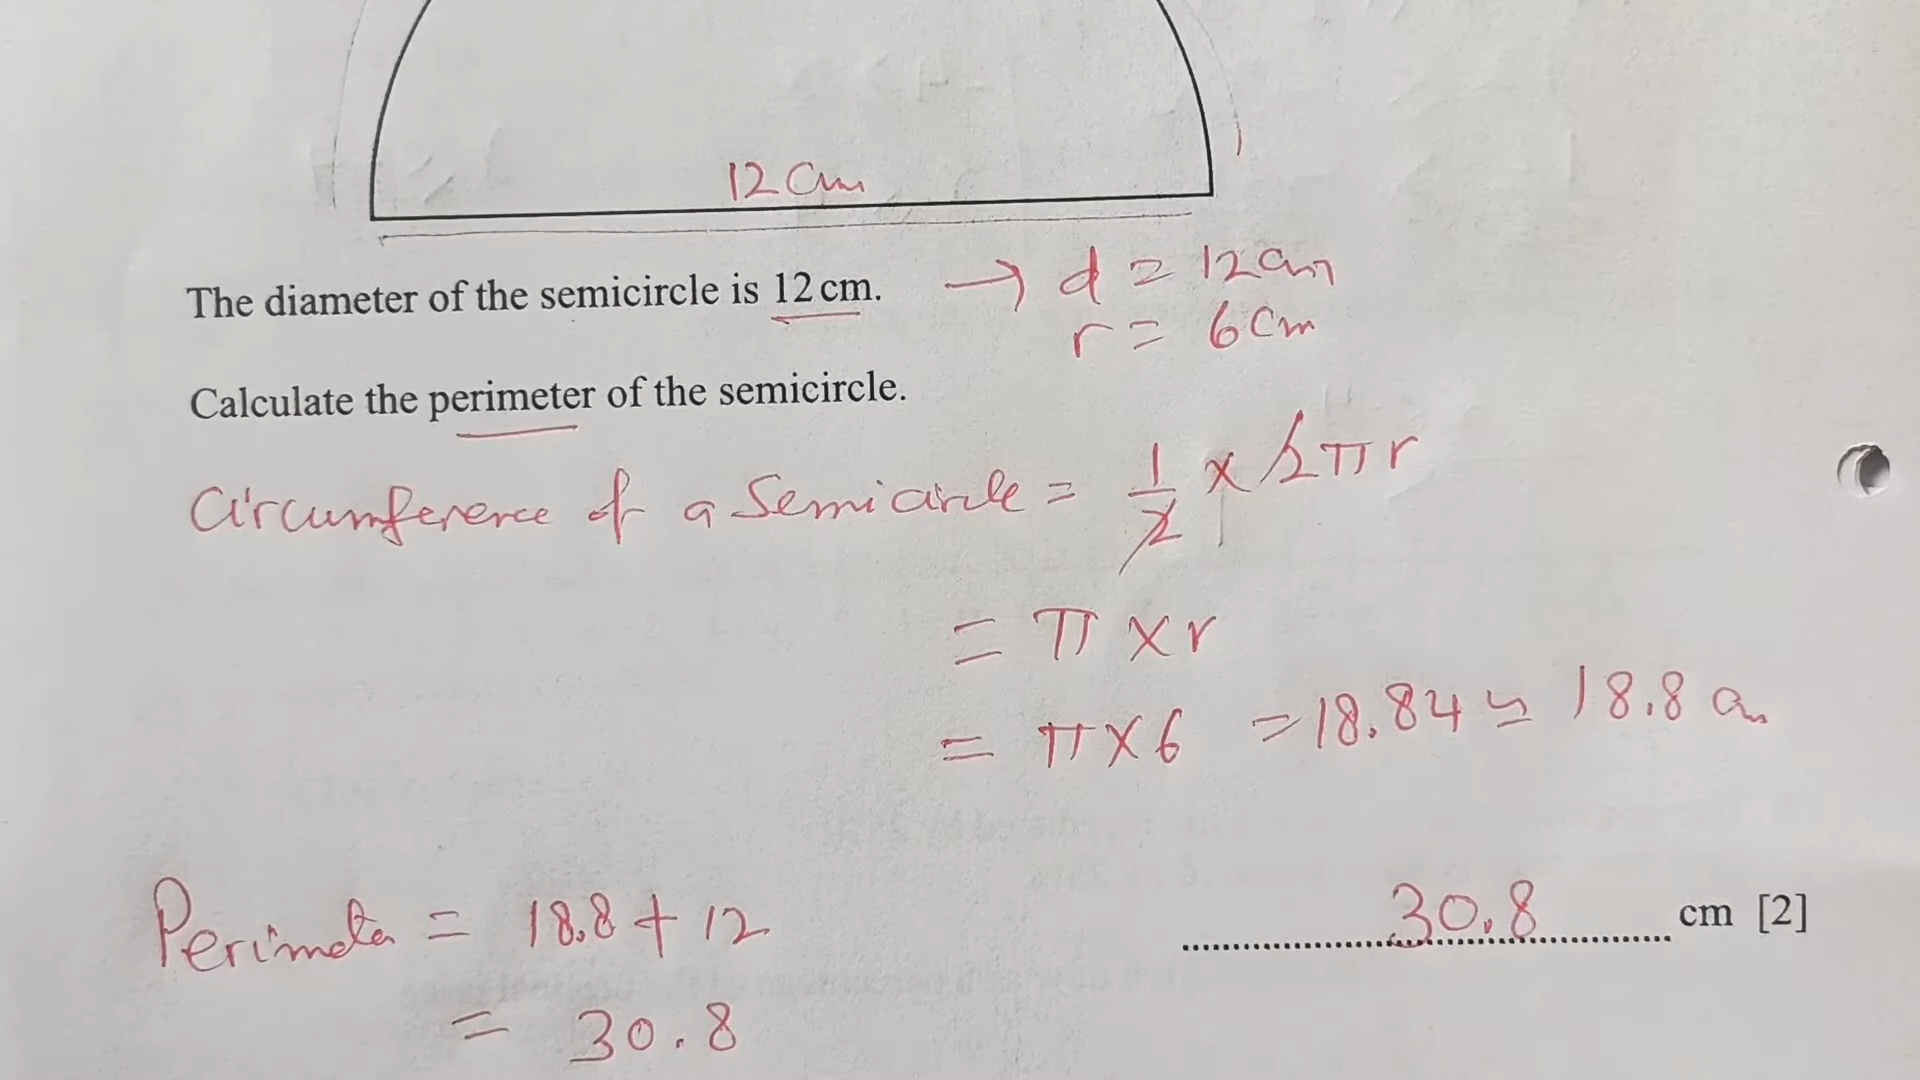 12 cm
The diameter of the semicircle is 12 cm. → d = 12 cm
r = 6 cm
Calculate the perimeter of the semicircle.
Circumference of a Semicircle = 1/2 × 2πr
= π × r
= π × 6 = 18.84 ≃ 18.8 cm
Perimeter = 18.8 + 12
30.8 cm [2]
= 30.8